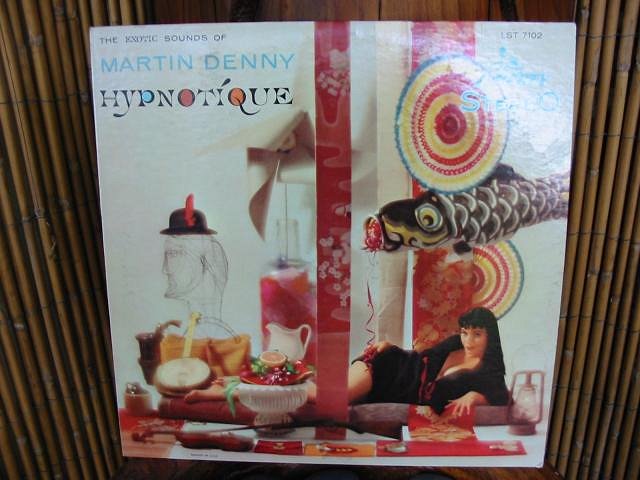 THE EXOTIC SOUNDS OF
MARTIN DENNY
HYPNOTIQUE
LST 7102
STEREO